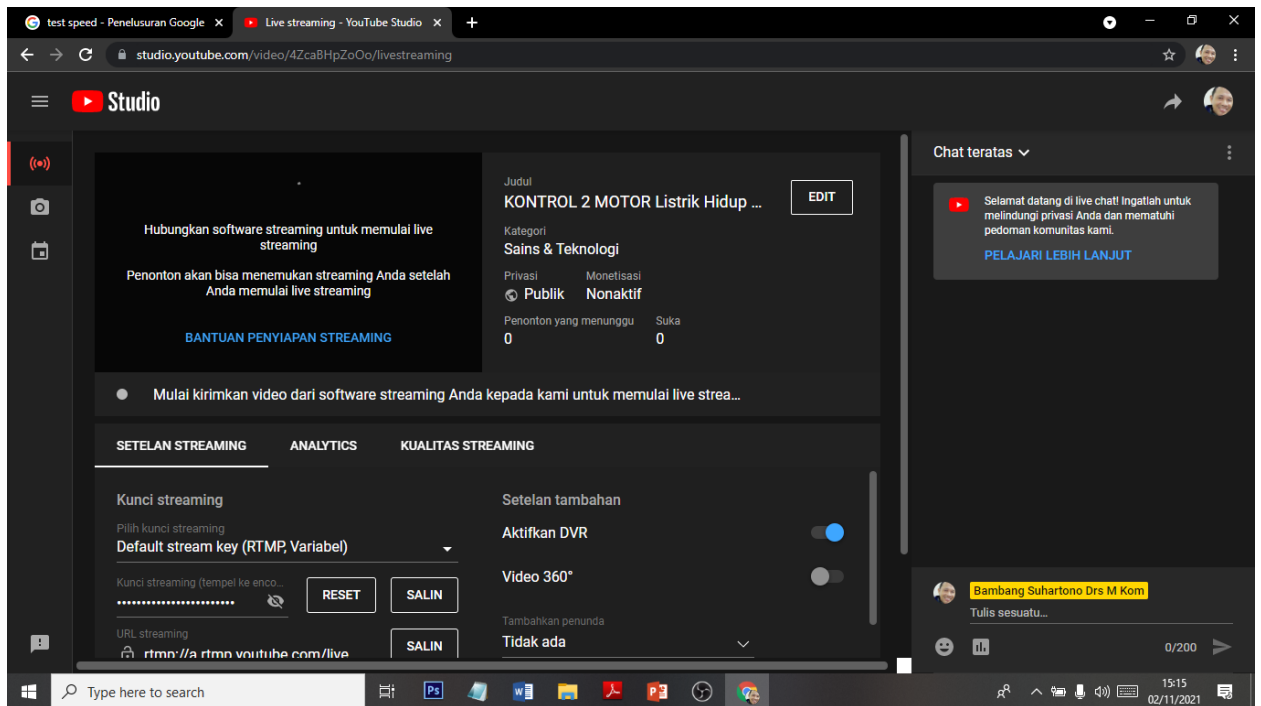 test speed - Penelusuran Google
Live streaming - YouTube Studio
studio.youtube.com/video/4ZcaBHpZoOo/livestreaming
Studio
Hubungkan software streaming untuk memulai live
streaming
Penonton akan bisa menemukan streaming Anda setelah
Anda memulai live streaming
BANTUAN PENYIAPAN STREAMING
Judul
KONTROL 2 MOTOR Listrik Hidup ...
EDIT
Kategori
Sains & Teknologi
Privasi Monetisasi
Publik Nonaktif
Penonton yang menunggu Suka
0 0
Mulai kirimkan video dari software streaming Anda kepada kami untuk memulai live strea...
SETELAN STREAMING ANALYTICS KUALITAS STREAMING
Kunci streaming
Pilih kunci streaming
Default stream key (RTMP, Variabel)
Kunci streaming (tempel ke enco...
••••••••••••••••••••••••
RESET SALIN
URL streaming
rtmp://a.rtmp.youtube.com/live
SALIN
Setelan tambahan
Aktifkan DVR
Video 360°
Tambahkan penunda
Tidak ada
Chat teratas
Selamat datang di live chat! Ingatlah untuk
melindungi privasi Anda dan mematuhi
pedoman komunitas kami.
PELAJARI LEBIH LANJUT
Bambang Suhartono Drs M Kom
Tulis sesuatu...
0/200
Type here to search
Ps
15:15
02/11/2021